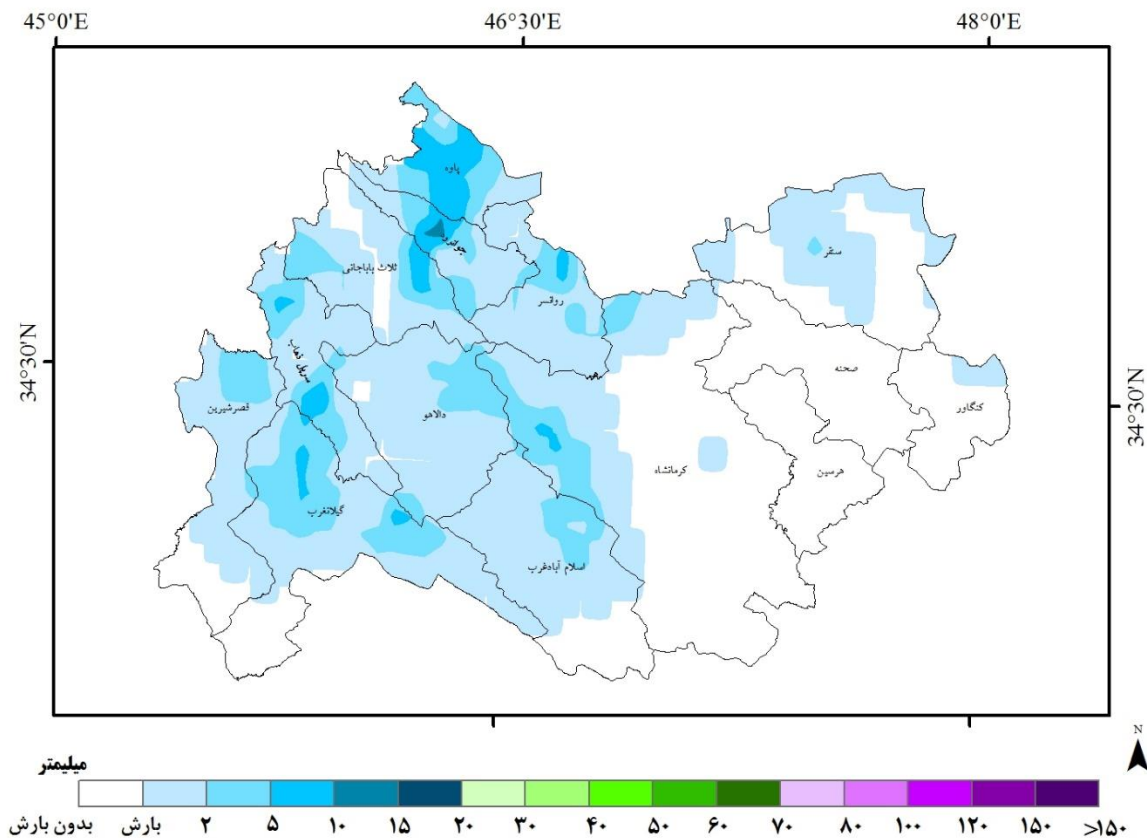 45°0'E
46°30'E
48°0'E
34°30'N
34°30'N
پاوه
جوانرود
ثلاث باباجانی
روانسر
سنقر
سرپل ذهاب
صحنه
قصرشیرین
دالاهو
کنگاور
کرمانشاه
هرسین
گیلانغرب
اسلام آبادغرب
N
میلیمتر
بدون بارش بارش ۲ ۵ ۱۰ ۱۵ ۲۰ ۳۰ ۴۰ ۵۰ ۶۰ ۷۰ ۸۰ ۱۰۰ ۱۲۰ ۱۵۰ >۱۵۰